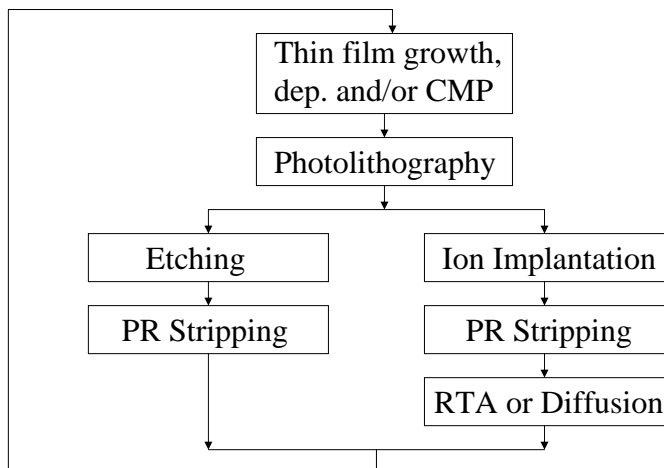 Thin film growth,
dep. and/or CMP
Photolithography
Etching
Ion Implantation
PR Stripping
PR Stripping
RTA or Diffusion